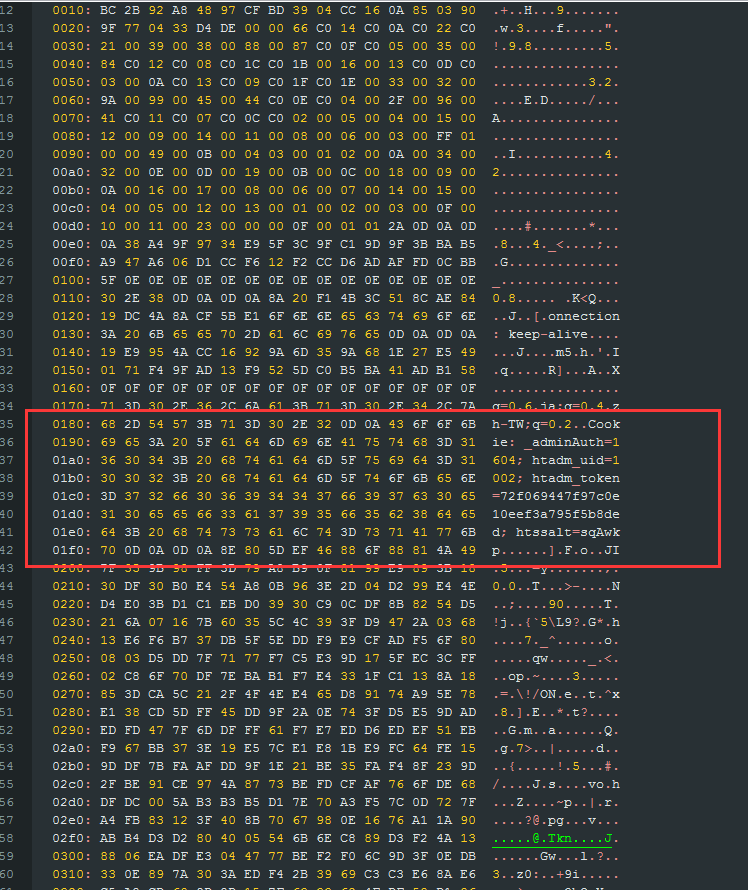 12 0010: BC 2B 92 A8 48 97 CF BD 39 04 CC 16 0A 85 03 90 .+..H...9.......
13 0020: 9F 77 04 33 D4 DE 00 00 66 C0 14 C0 0A C0 22 C0 .w.3....f.....".
14 0030: 21 00 39 00 38 00 88 00 87 C0 0F C0 05 00 35 00 !.9.8.........5.
15 0040: 84 C0 12 C0 08 C0 1C C0 1B 00 16 00 13 C0 0D C0 ................
16 0050: 03 00 0A C0 13 C0 09 C0 1F C0 1E 00 33 00 32 00 ............3.2.
17 0060: 9A 00 99 00 45 00 44 C0 0E C0 04 00 2F 00 96 00 ....E.D...../...
18 0070: 41 C0 11 C0 07 C0 0C C0 02 00 05 00 04 00 15 00 A...............
19 0080: 12 00 09 00 14 00 11 00 08 00 06 00 03 00 FF 01 ................
20 0090: 00 00 49 00 0B 00 04 03 00 01 02 00 0A 00 34 00 ..I...........4.
21 00a0: 32 00 0E 00 0D 00 19 00 0B 00 0C 00 18 00 09 00 2...............
22 00b0: 0A 00 16 00 17 00 08 00 06 00 07 00 14 00 15 00 ................
23 00c0: 04 00 05 00 12 00 13 00 01 00 02 00 03 00 0F 00 ................
24 00d0: 10 00 11 00 23 00 00 00 0F 00 01 01 2A 0D 0A 0D ....#.......*...
25 00e0: 0A 38 A4 9F 97 34 E9 5F 3C 9F C1 9D 9F 3B BA B5 .8...4._<....;..
26 00f0: A9 47 A6 06 D1 CC F6 12 F2 CC D6 AD AF FD 0C BB .G..............
27 0100: 5F 0E 0E 0E 0E 0E 0E 0E 0E 0E 0E 0E 0E 0E 0E 0E _...............
28 0110: 30 2E 38 0D 0A 0D 0A 8A 20 F1 4B 3C 51 8C AE 84 0.8..... .K<Q...
29 0120: 19 DC 4A 8A CF 5B E1 6F 6E 6E 65 63 74 69 6F 6E ..J..[.onnection
30 0130: 3A 20 6B 65 65 70 2D 61 6C 69 76 65 0D 0A 0D 0A : keep-alive....
31 0140: 19 E9 95 4A CC 16 92 9A 6D 35 9A 68 1E 27 E5 49 ...J....m5.h.'.I
32 0150: 01 71 F4 9F AD 13 F9 52 5D C0 B5 BA 41 AD B1 58 .q.....R]...A..X
33 0160: 0F 0F 0F 0F 0F 0F 0F 0F 0F 0F 0F 0F 0F 0F 0F 0F ................
34 0170: 71 3D 30 2E 36 2C 6A 61 3B 71 3D 30 2E 34 2C 7A q=0.6,ja;q=0.4,z
35 0180: 68 2D 54 57 3B 71 3D 30 2E 32 0D 0A 43 6F 6F 6B h-TW;q=0.2..Cook
36 0190: 69 65 3A 20 5F 61 64 6D 69 6E 41 75 74 68 3D 31 ie: _adminAuth=1
37 01a0: 36 30 34 3B 20 68 74 61 64 6D 5F 75 69 64 3D 31 604; htadm_uid=1
38 01b0: 30 30 32 3B 20 68 74 61 64 6D 5F 74 6F 6B 65 6E 002; htadm_token
39 01c0: 3D 37 32 66 30 36 39 34 34 37 66 39 37 63 30 65 =72f069447f97c0e
40 01d0: 31 30 65 65 66 33 61 37 39 35 66 35 62 38 64 65 10eef3a795f5b8de
41 01e0: 64 3B 20 68 74 73 73 61 6C 74 3D 73 71 41 77 6B d; htssalt=sqAwk
42 01f0: 70 0D 0A 0D 0A 8E 80 5D EF 46 88 6F 88 81 4A 49 p......].F.o..JI
43
44 0210: 30 DF 30 B0 E4 54 A8 0B 96 3E 2D 04 D2 99 E4 4E 0.0..T...>-....N
45 0220: D4 E0 3B D1 C1 EB D0 39 30 C9 0C DF 8B 82 54 D5 ..;....90.....T.
46 0230: 21 6A 07 16 7B 60 35 5C 4C 39 3F D9 47 2A 03 68 !j..{`5\L9?.G*.h
47 0240: 13 E6 F6 B7 37 DB 5F 5E DD F9 E9 CF AD F5 6F 80 ....7._^......o.
48 0250: 08 03 D5 DD 7F 71 77 F7 C5 E3 9D 17 5F EC 3C FF .....qw....._.<.
49 0260: 02 C8 6F 70 DF 7E BA B1 F7 E4 33 1F C1 13 8A 18 ..op.~....3.....
50 0270: 85 3D CA 5C 21 2F 4F 4E E4 65 D8 91 74 A9 5E 78 .=.\!/ON.e..t.^x
51 0280: E1 38 CD 5D FF 45 DD 9F 2A 0E 74 3F D5 E5 9D AD .8.].E..*.t?....
52 0290: ED FD 47 7F 6D DF FF 61 F7 E7 ED D6 ED EF 51 EB ..G.m..a......Q.
53 02a0: F9 67 BB 37 3E 19 E5 7C E1 E8 1B E9 FC 64 FE 15 .g.7>..|.....d..
54 02b0: 9D DF 7B FA AF DD 9F 1E 21 BE 35 FA F4 8F 23 9D ..{.....!.5...#.
55 02c0: 2F BE 91 CE 97 4A 87 73 BE FD CF AF 76 6F DE 68 /....J.s....vo.h
56 02d0: DF DC 00 5A B3 B3 B5 D1 7E 70 A3 F5 7C 0D 72 7F ...Z....~p..|.r.
57 02e0: A4 FB 83 12 3F 40 8B 70 67 98 0E 16 76 A1 1A 90 ....?@.pg...v...
58 02f0: AB B4 D3 D2 80 40 05 54 6B 6E C8 89 D3 F2 4A 13 .....@.Tkn....J.
59 0300: 88 06 EA DF E3 04 47 77 BE F2 F0 6C 9D 3F 0E DB ......Gw...l.?..
60 0310: 33 0E 89 7A 30 3A ED F4 2B 39 69 C3 C3 E6 8A E6 3..z0:..+9i.....